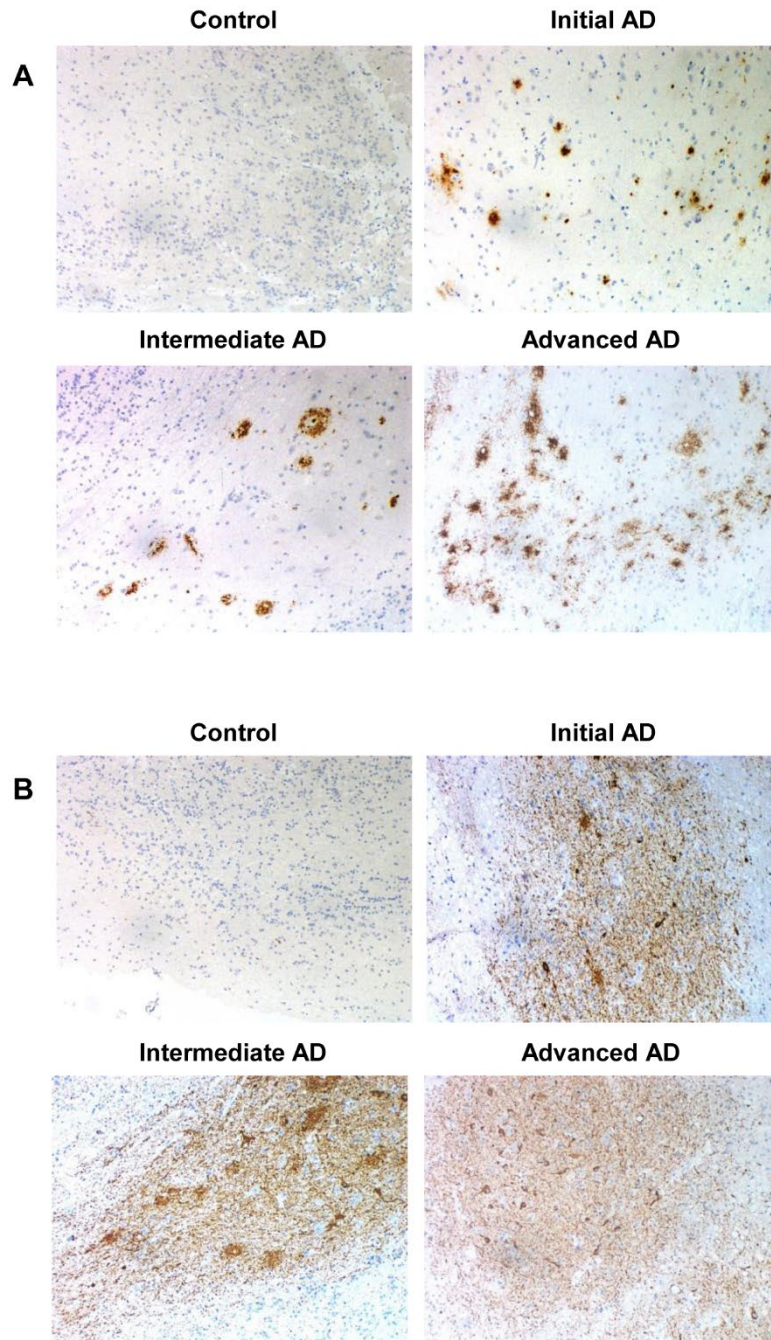 Control Initial AD
A
Intermediate AD Advanced AD
Control Initial AD
B
Intermediate AD Advanced AD